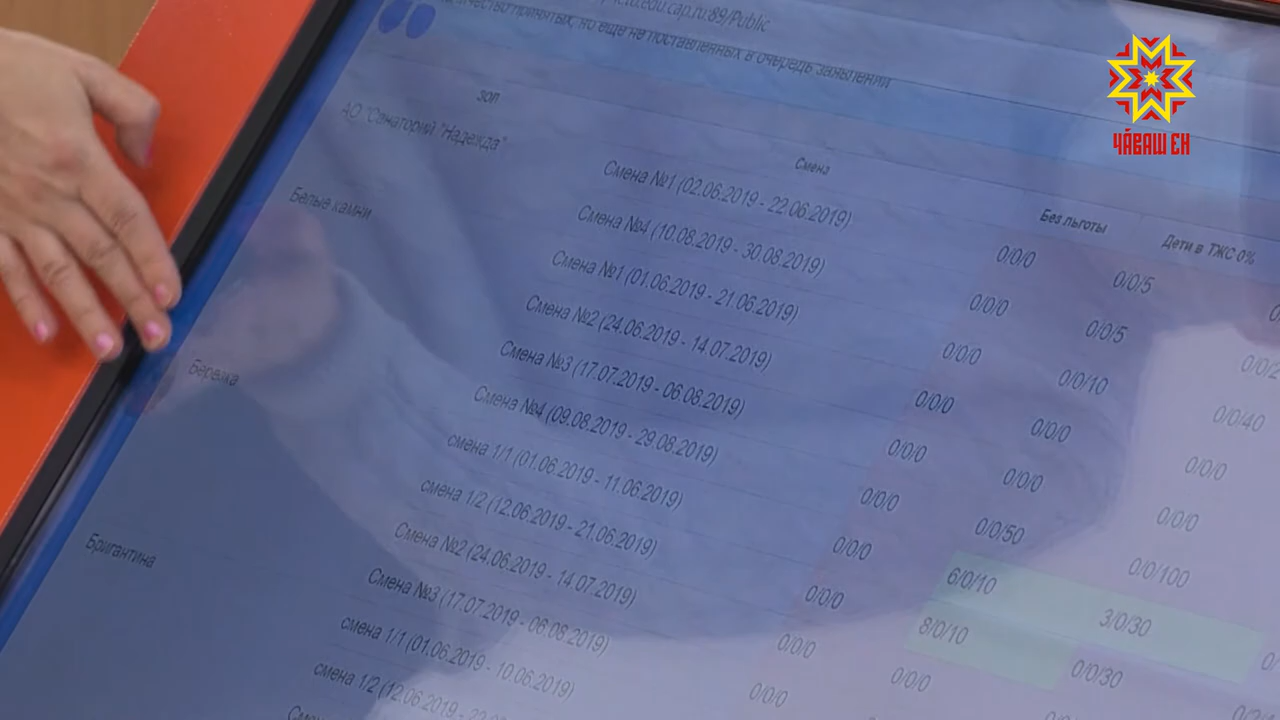 edu.cap.ru:89/Public
принятых, но еще не поставленных в очередь заявлений
ЧӐВАШ ЕН
ЗОЛ
Смена
Без льготы
Дети в ТЖС 0%
АО "Санаторий "Надежда"
Смена №1 (02.06.2019 - 22.06.2019)
0/0/0
0/0/5
Смена №4 (10.08.2019 - 30.08.2019)
0/0/0
0/0/5
Белые камни
Смена №1 (01.06.2019 - 21.06.2019)
0/0/0
0/0/10
Смена №2 (24.06.2019 - 14.07.2019)
0/0/0
0/0/0
0/0/40
Смена №3 (17.07.2019 - 06.08.2019)
0/0/0
0/0/0
0/0/0
Смена №4 (09.08.2019 - 29.08.2019)
0/0/0
0/0/50
0/0/0
Березка
смена 1/1 (01.06.2019 - 11.06.2019)
0/0/0
6/0/10
0/0/100
смена 1/2 (12.06.2019 - 21.06.2019)
0/0/0
8/0/10
3/0/30
Смена №2 (24.06.2019 - 14.07.2019)
0/0/0
0/0/30
Смена №3 (17.07.2019 - 06.08.2019)
0/0/0
0/0/0
Бригантина
смена 1/1 (01.06.2019 - 10.06.2019)
смена 1/2 (12.06.2019